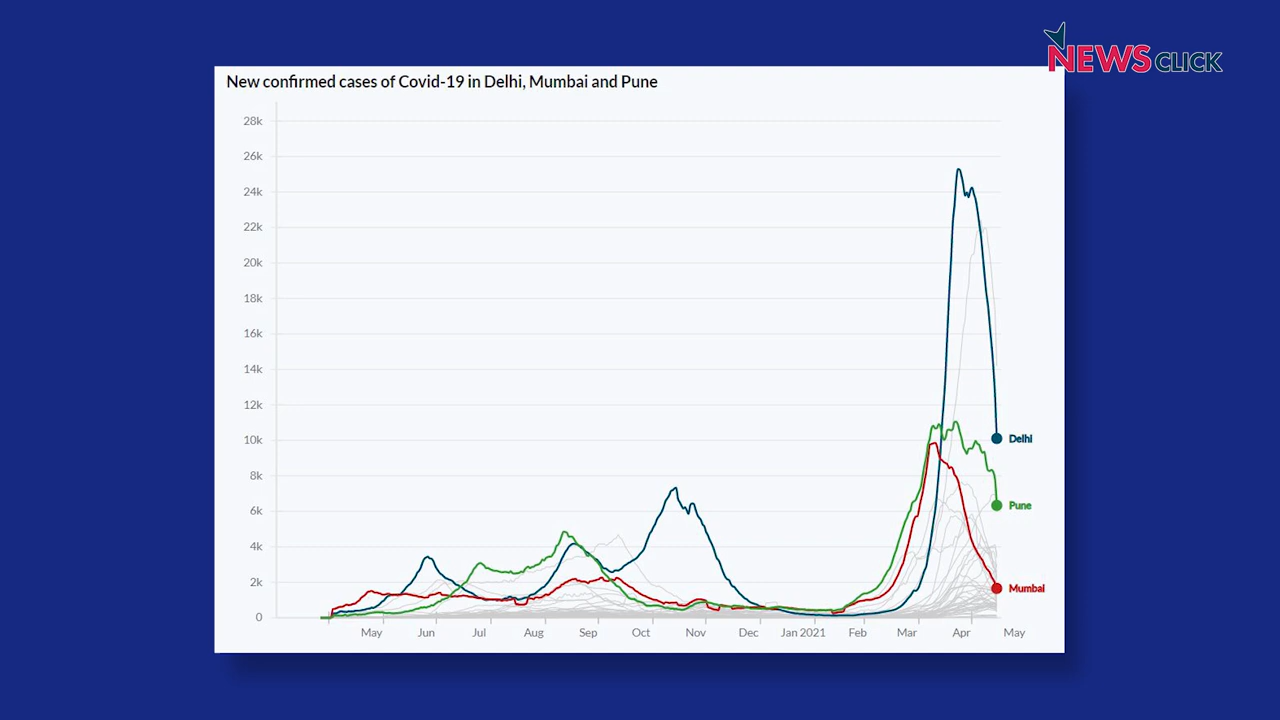 NEWSCLICK
New confirmed cases of Covid-19 in Delhi, Mumbai and Pune
28k
26k
24k
22k
20k
18k
16k
14k
12k
10k
8k
6k
4k
2k
0
Delhi
Pune
Mumbai
May Jun Jul Aug Sep Oct Nov Dec Jan 2021 Feb Mar Apr May